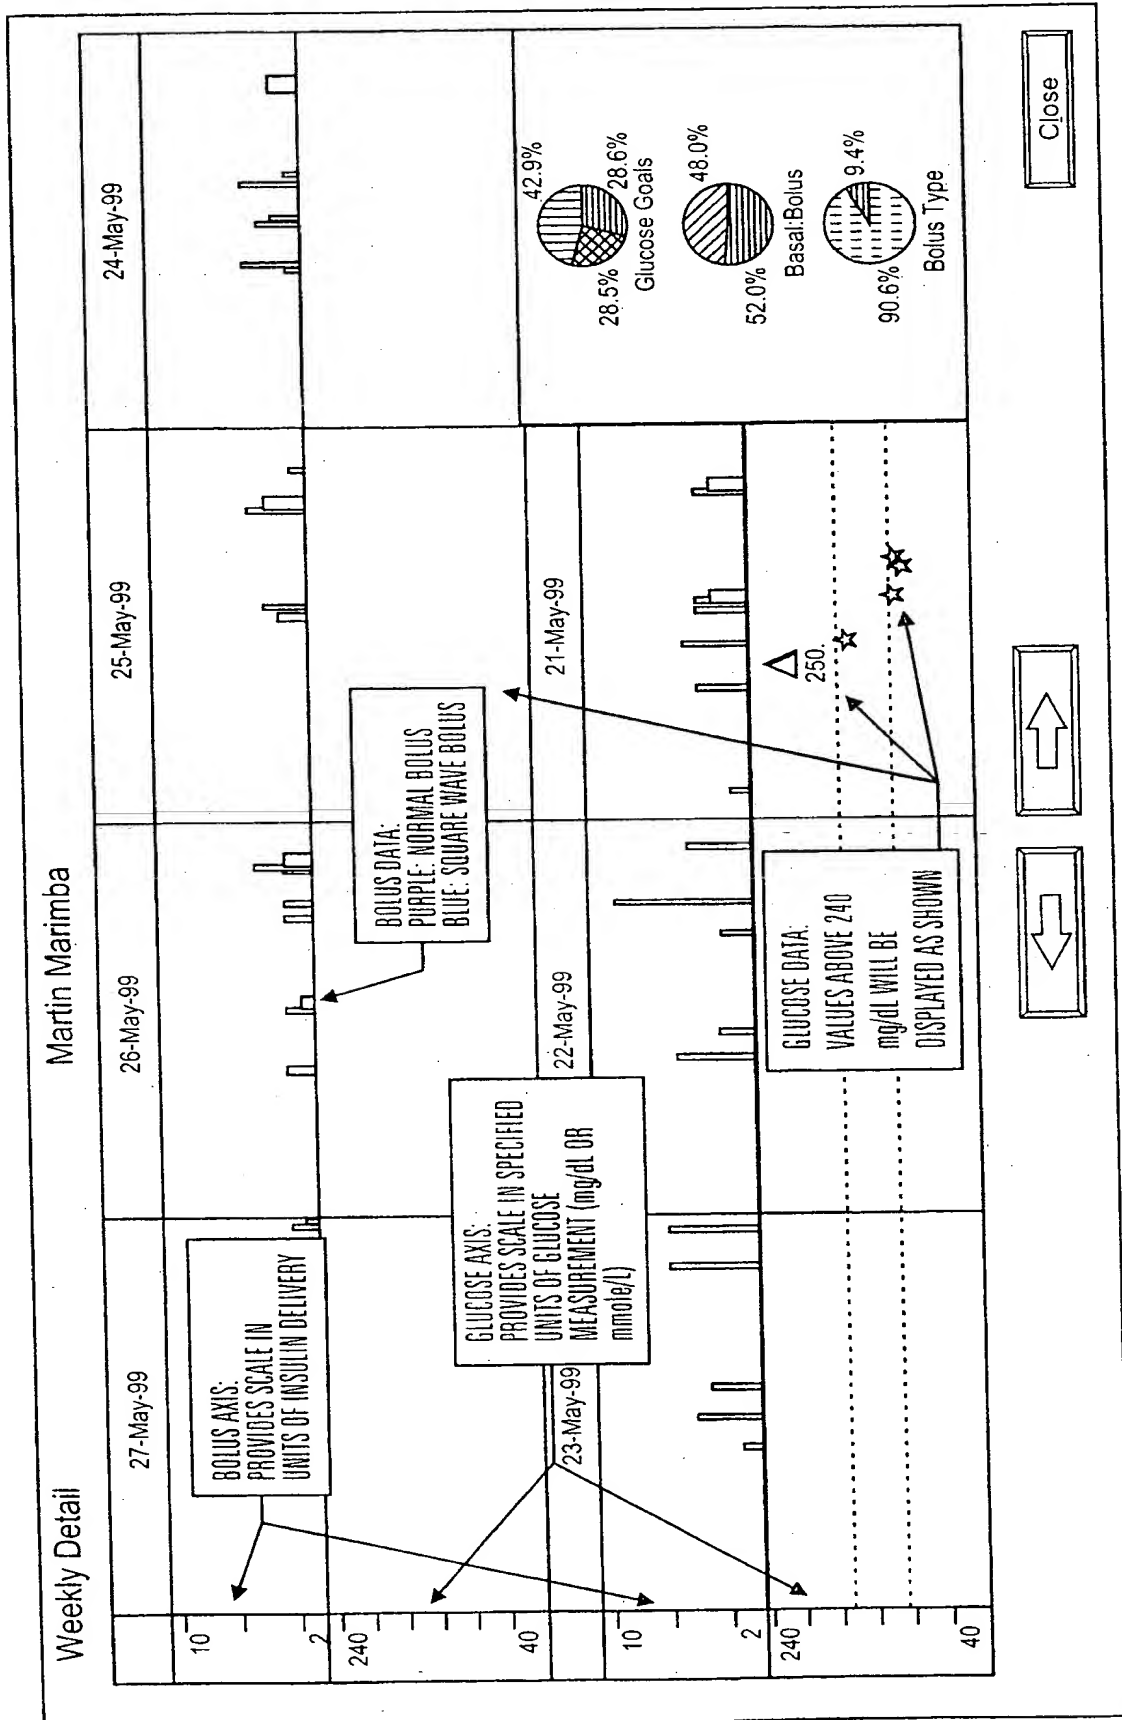 Weekly Detail
Martin Marimba
27-May-99
26-May-99
25-May-99
24-May-99
10
2
BOLUS AXIS:
PROVIDES SCALE IN
UNITS OF INSULIN DELIVERY
240
40
BOLUS DATA:
PURPLE: NORMAL BOLUS
BLUE: SQUARE WAVE BOLUS
GLUCOSE AXIS:
PROVIDES SCALE IN SPECIFIED
UNITS OF GLUCOSE
MEASUREMENT (mg/dL OR
mmole/l)
23-May-99
22-May-99
21-May-99
10
2
240
40
250.
GLUCOSE DATA:
VALUES ABOVE 240
mg/dL WILL BE
DISPLAYED AS SHOWN
42.9%
28.5%
28.6%
Glucose Goals
48.0%
52.0%
Basal:Bolus
90.6%
9.4%
Bolus Type
Close